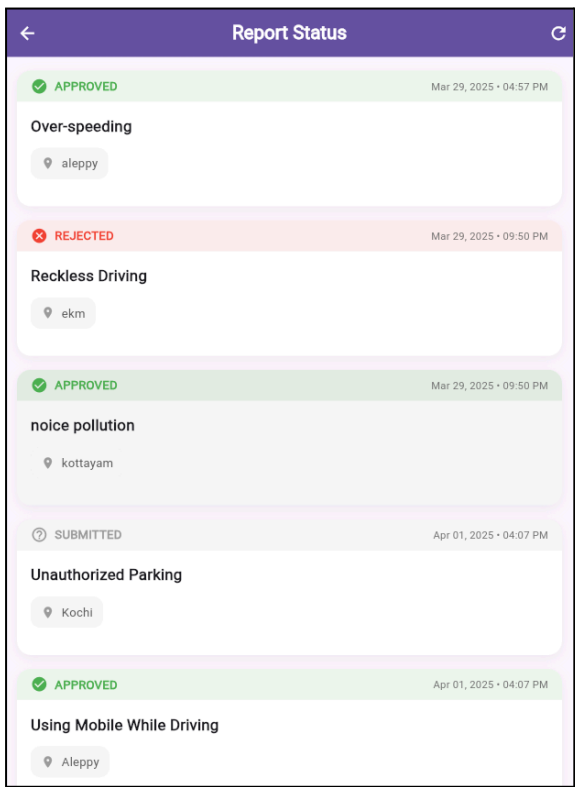 Report Status
APPROVED Mar 29, 2025 • 04:57 PM
Over-speeding
aleppy
REJECTED Mar 29, 2025 • 09:50 PM
Reckless Driving
ekm
APPROVED Mar 29, 2025 • 09:50 PM
noice pollution
kottayam
SUBMITTED Apr 01, 2025 • 04:07 PM
Unauthorized Parking
Kochi
APPROVED Apr 01, 2025 • 04:07 PM
Using Mobile While Driving
Aleppy